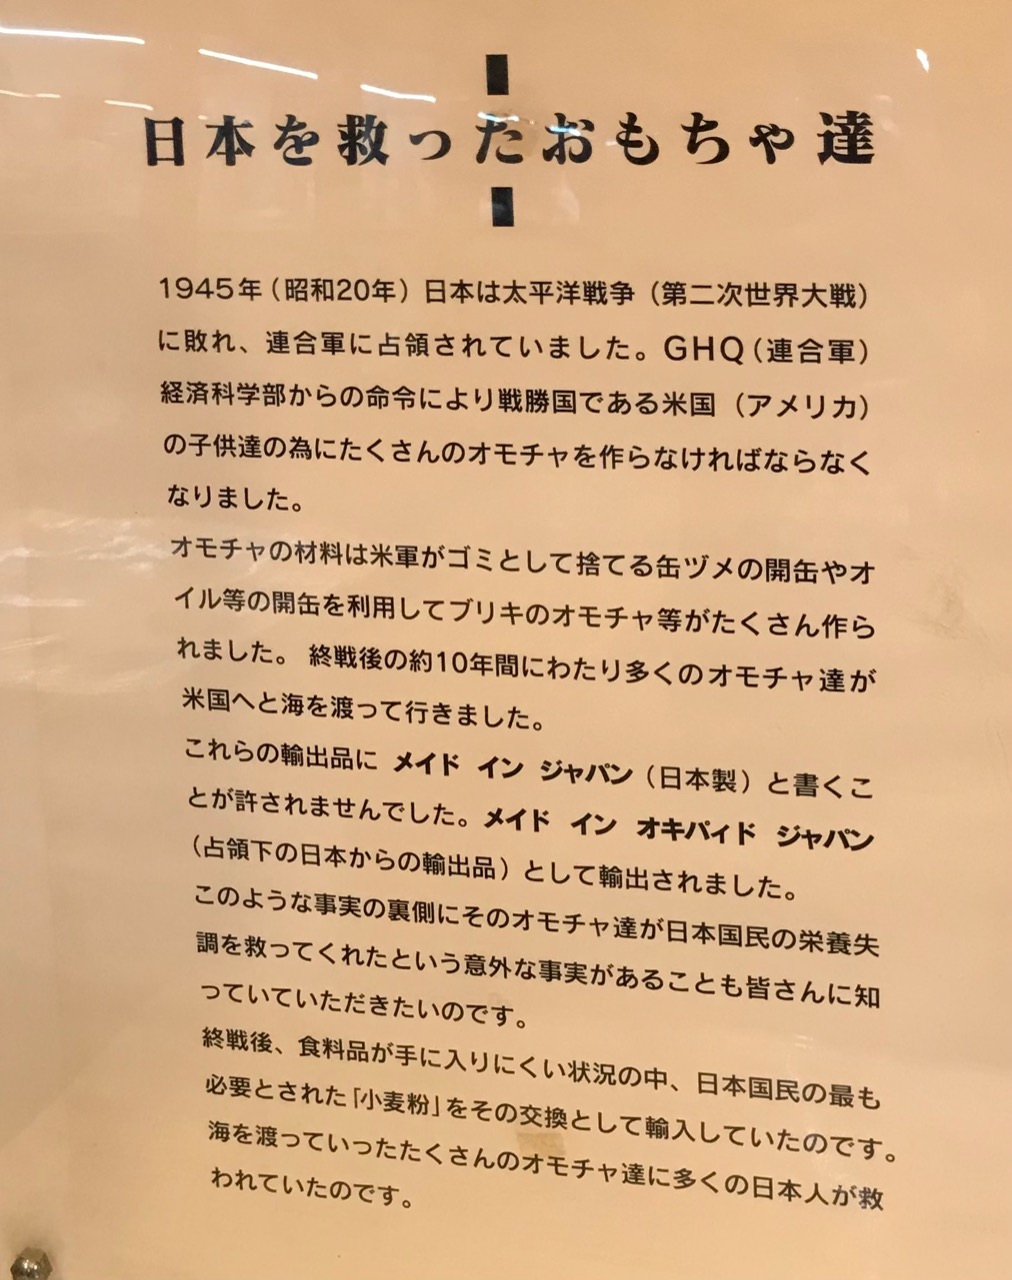 日本を救ったおもちゃ達
1945年（昭和20年）日本は太平洋戦争（第二次世界大戦）
に敗れ、連合軍に占領されていました。GHQ（連合軍）
経済科学部からの命令により戦勝国である米国（アメリカ）
の子供達の為にたくさんのオモチャを作らなければならなく
なりました。
オモチャの材料は米軍がゴミとして捨てる缶ヅメの開缶やオ
イル等の開缶を利用してブリキのオモチャ等がたくさん作ら
れました。 終戦後の約10年間にわたり多くのオモチャ達が
米国へと海を渡って行きました。
これらの輸出品に メイド イン ジャパン（日本製）と書くこ
とが許されませんでした。メイド イン オキパイド ジャパン
（占領下の日本からの輸出品）として輸出されました。
このような事実の裏側にそのオモチャ達が日本国民の栄養失
調を救ってくれたという意外な事実があることも皆さんに知
っていていただきたいのです。
終戦後、食料品が手に入りにくい状況の中、日本国民の最も
必要とされた「小麦粉」をその交換として輸入していたのです。
海を渡っていったたくさんのオモチャ達に多くの日本人が救
われていたのです。